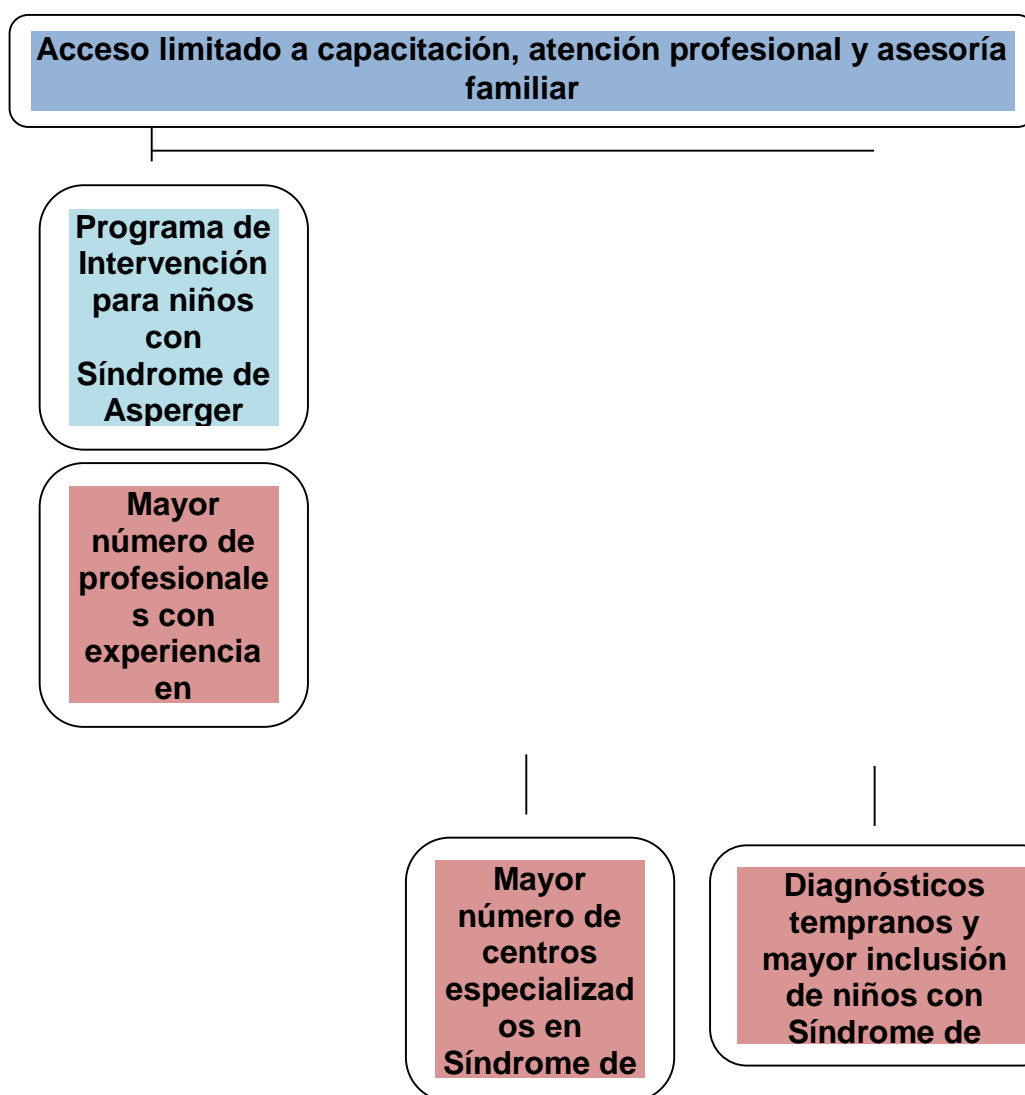 Acceso limitado a capacitación, atención profesional y asesoría
familiar
Programa de
Intervención
para niños
con
Síndrome de
Asperger
Mayor
número de
profesionale
s con
experiencia
en
Mayor
número de
centros
especializad
os en
Síndrome de
Diagnósticos
tempranos y
mayor inclusión
de niños con
Síndrome de